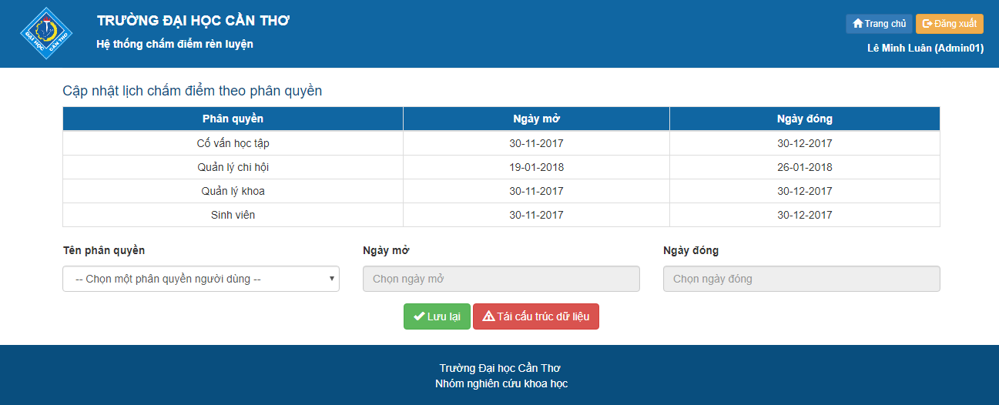 TRƯỜNG ĐẠI HỌC CẦN THƠ
Hệ thống chấm điểm rèn luyện
ĐẠI HỌC CẦN THƠ
Trang chủ Đăng xuất
Lê Minh Luân (Admin01)
Cập nhật lịch chấm điểm theo phân quyền
Phân quyền Ngày mở Ngày đóng
Cố vấn học tập 30-11-2017 30-12-2017
Quản lý chi hội 19-01-2018 26-01-2018
Quản lý khoa 30-11-2017 30-12-2017
Sinh viên 30-11-2017 30-12-2017
Tên phân quyền Ngày mở Ngày đóng
-- Chọn một phân quyền người dùng -- Chọn ngày mở Chọn ngày đóng
Lưu lại Tái cấu trúc dữ liệu
Trường Đại học Cần Thơ
Nhóm nghiên cứu khoa học